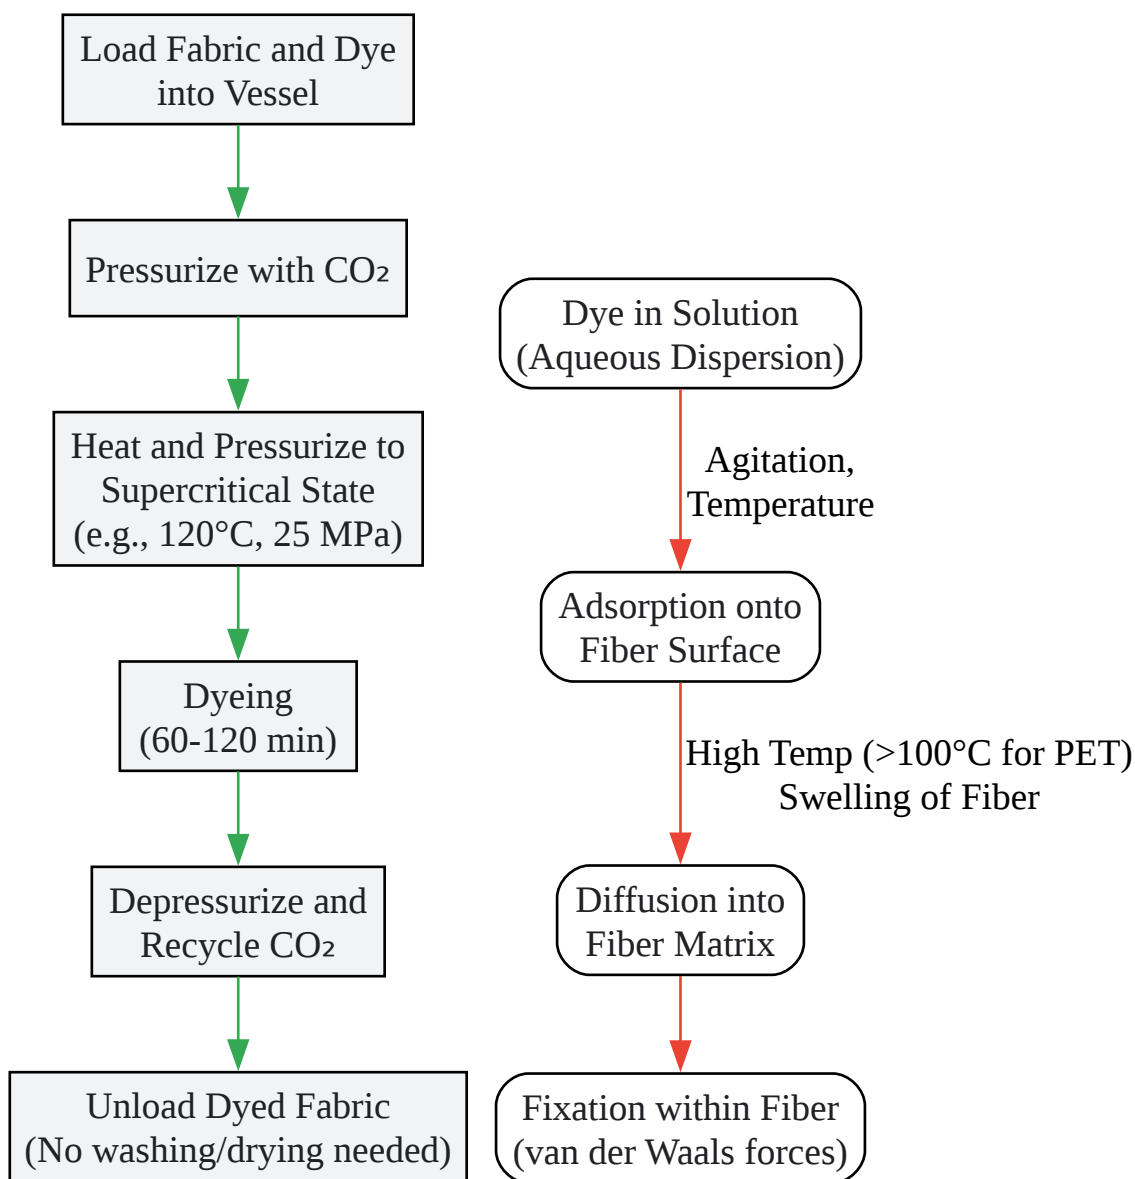 Load Fabric and Dye
into Vessel
Pressurize with CO₂
Heat and Pressurize to
Supercritical State
(e.g., 120°C, 25 MPa)
Dyeing
(60-120 min)
Depressurize and
Recycle CO₂
Unload Dyed Fabric
(No washing/drying needed)
Dye in Solution
(Aqueous Dispersion)
Agitation,
Temperature
Adsorption onto
Fiber Surface
High Temp (>100°C for PET)
Swelling of Fiber
Diffusion into
Fiber Matrix
Fixation within Fiber
(van der Waals forces)